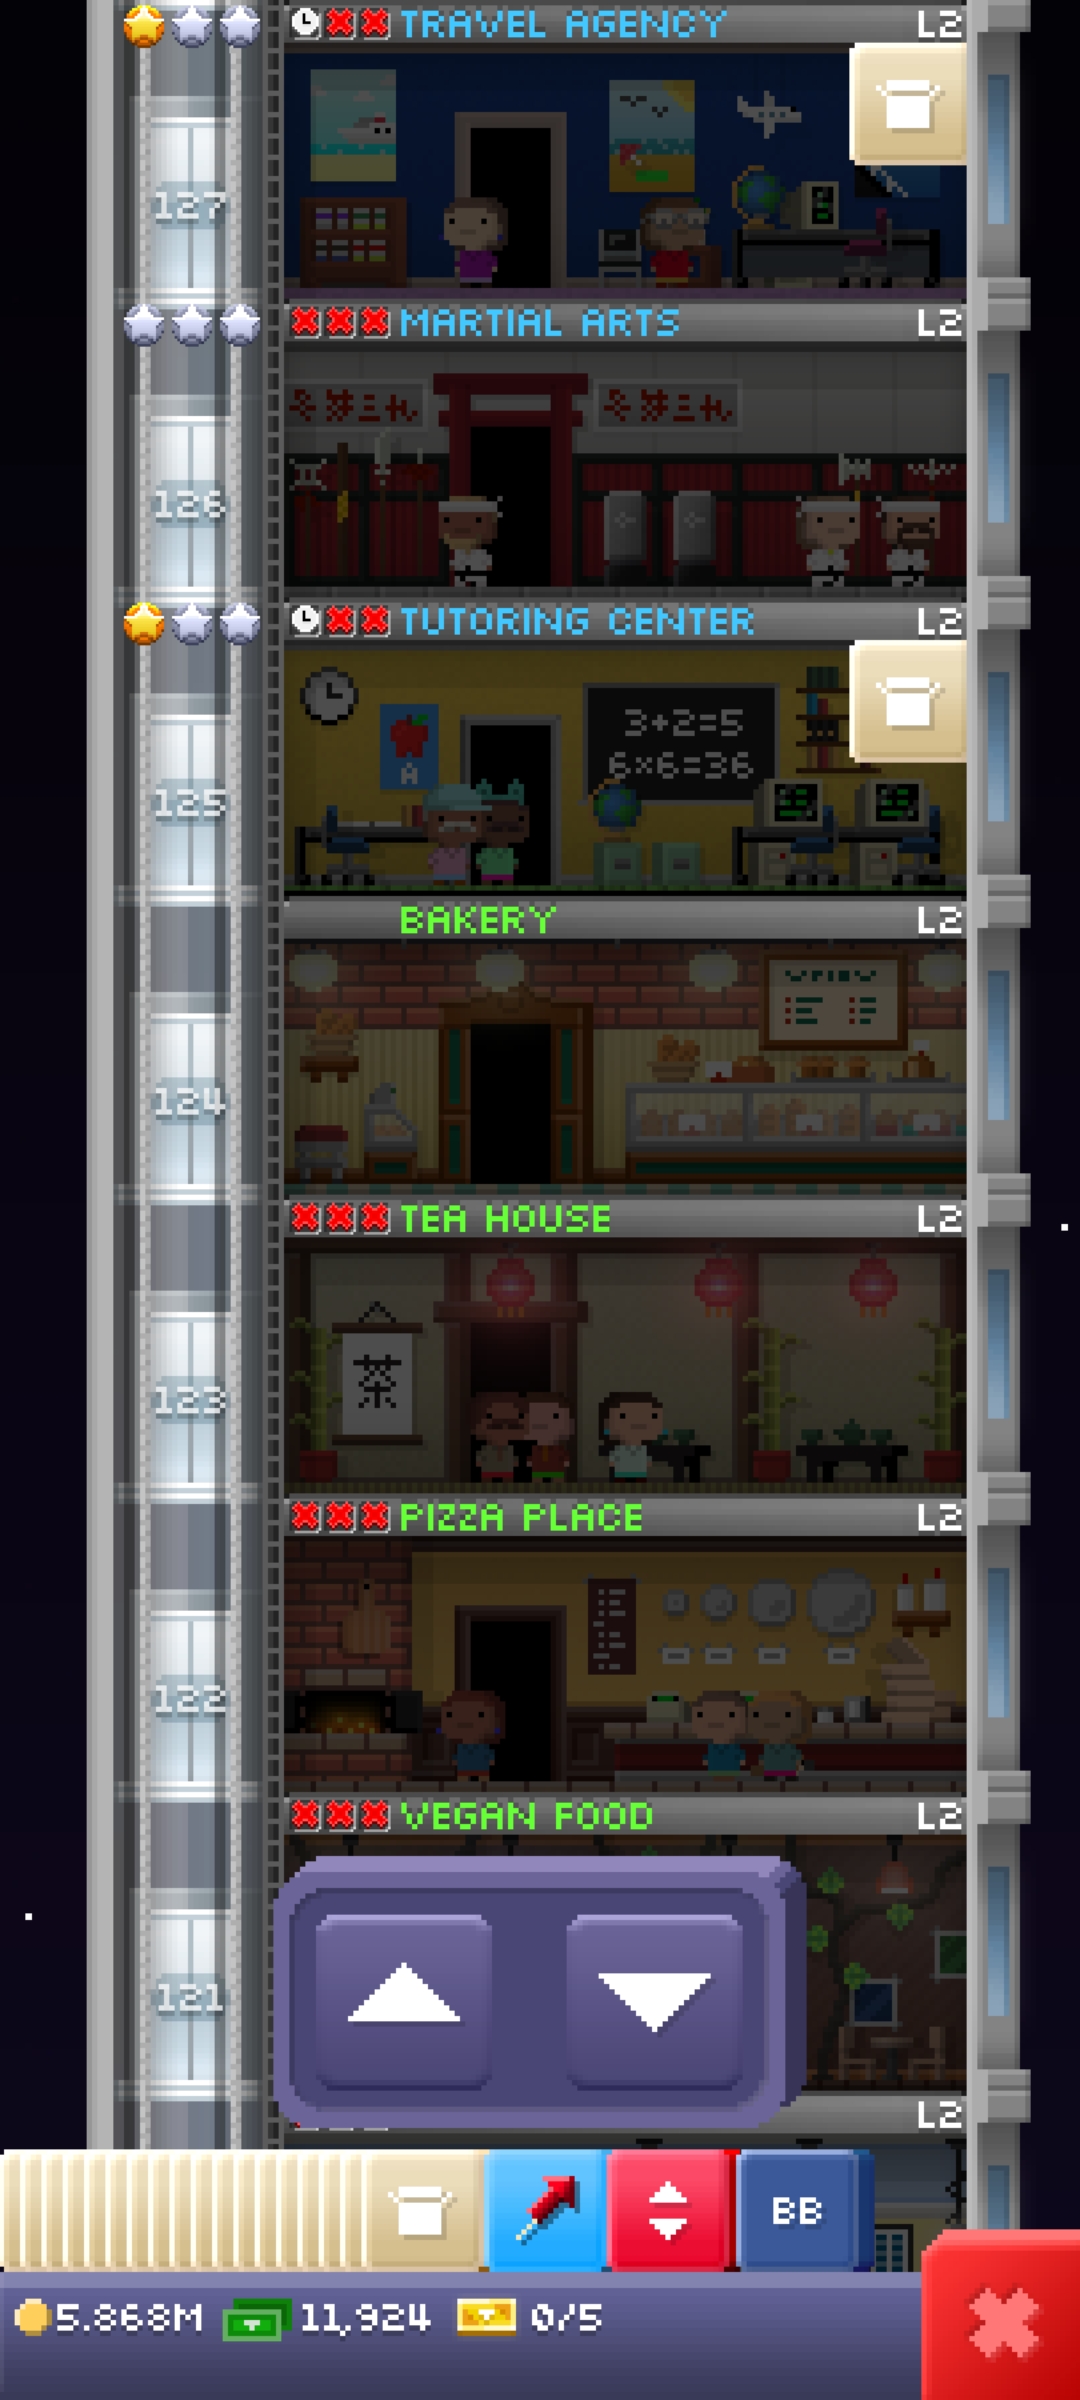 TRAVEL AGENCY L2
127
MARTIAL ARTS L2
126
TUTORING CENTER L2
3+2=5
6×6=36
A
125
BAKERY L2
124
TEA HOUSE L2
茶
123
PIZZA PLACE L2
122
VEGAN FOOD L2
121
L2
BB
5.868M 11,924 0/5